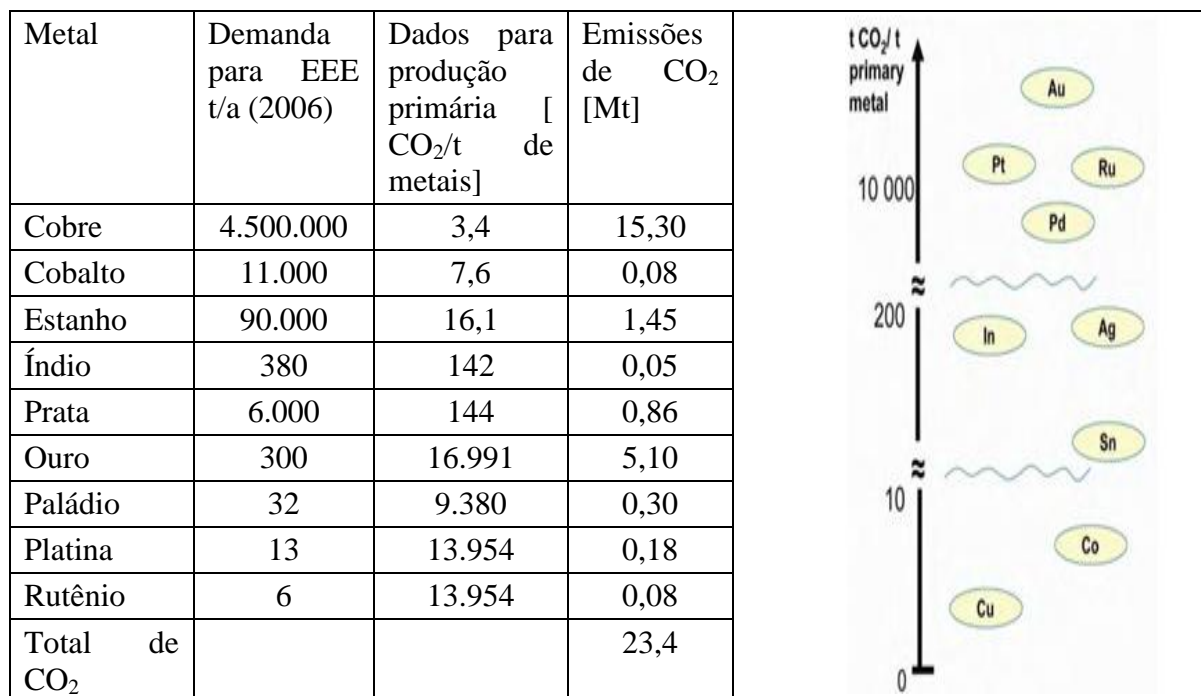 Metal Demanda para EEE t/a (2006) Dados para produção primária [ CO₂/t de metais] Emissões de CO₂ [Mt]
Cobre 4.500.000 3,4 15,30
Cobalto 11.000 7,6 0,08
Estanho 90.000 16,1 1,45
Índio 380 142 0,05
Prata 6.000 144 0,86
Ouro 300 16.991 5,10
Paládio 32 9.380 0,30
Platina 13 13.954 0,18
Rutênio 6 13.954 0,08
Total de CO₂ 23,4
t CO₂/ t
primary
metal
Au
Pt Ru
10 000
Pd
≈
200
In Ag
Sn
≈
10
Co
Cu
0